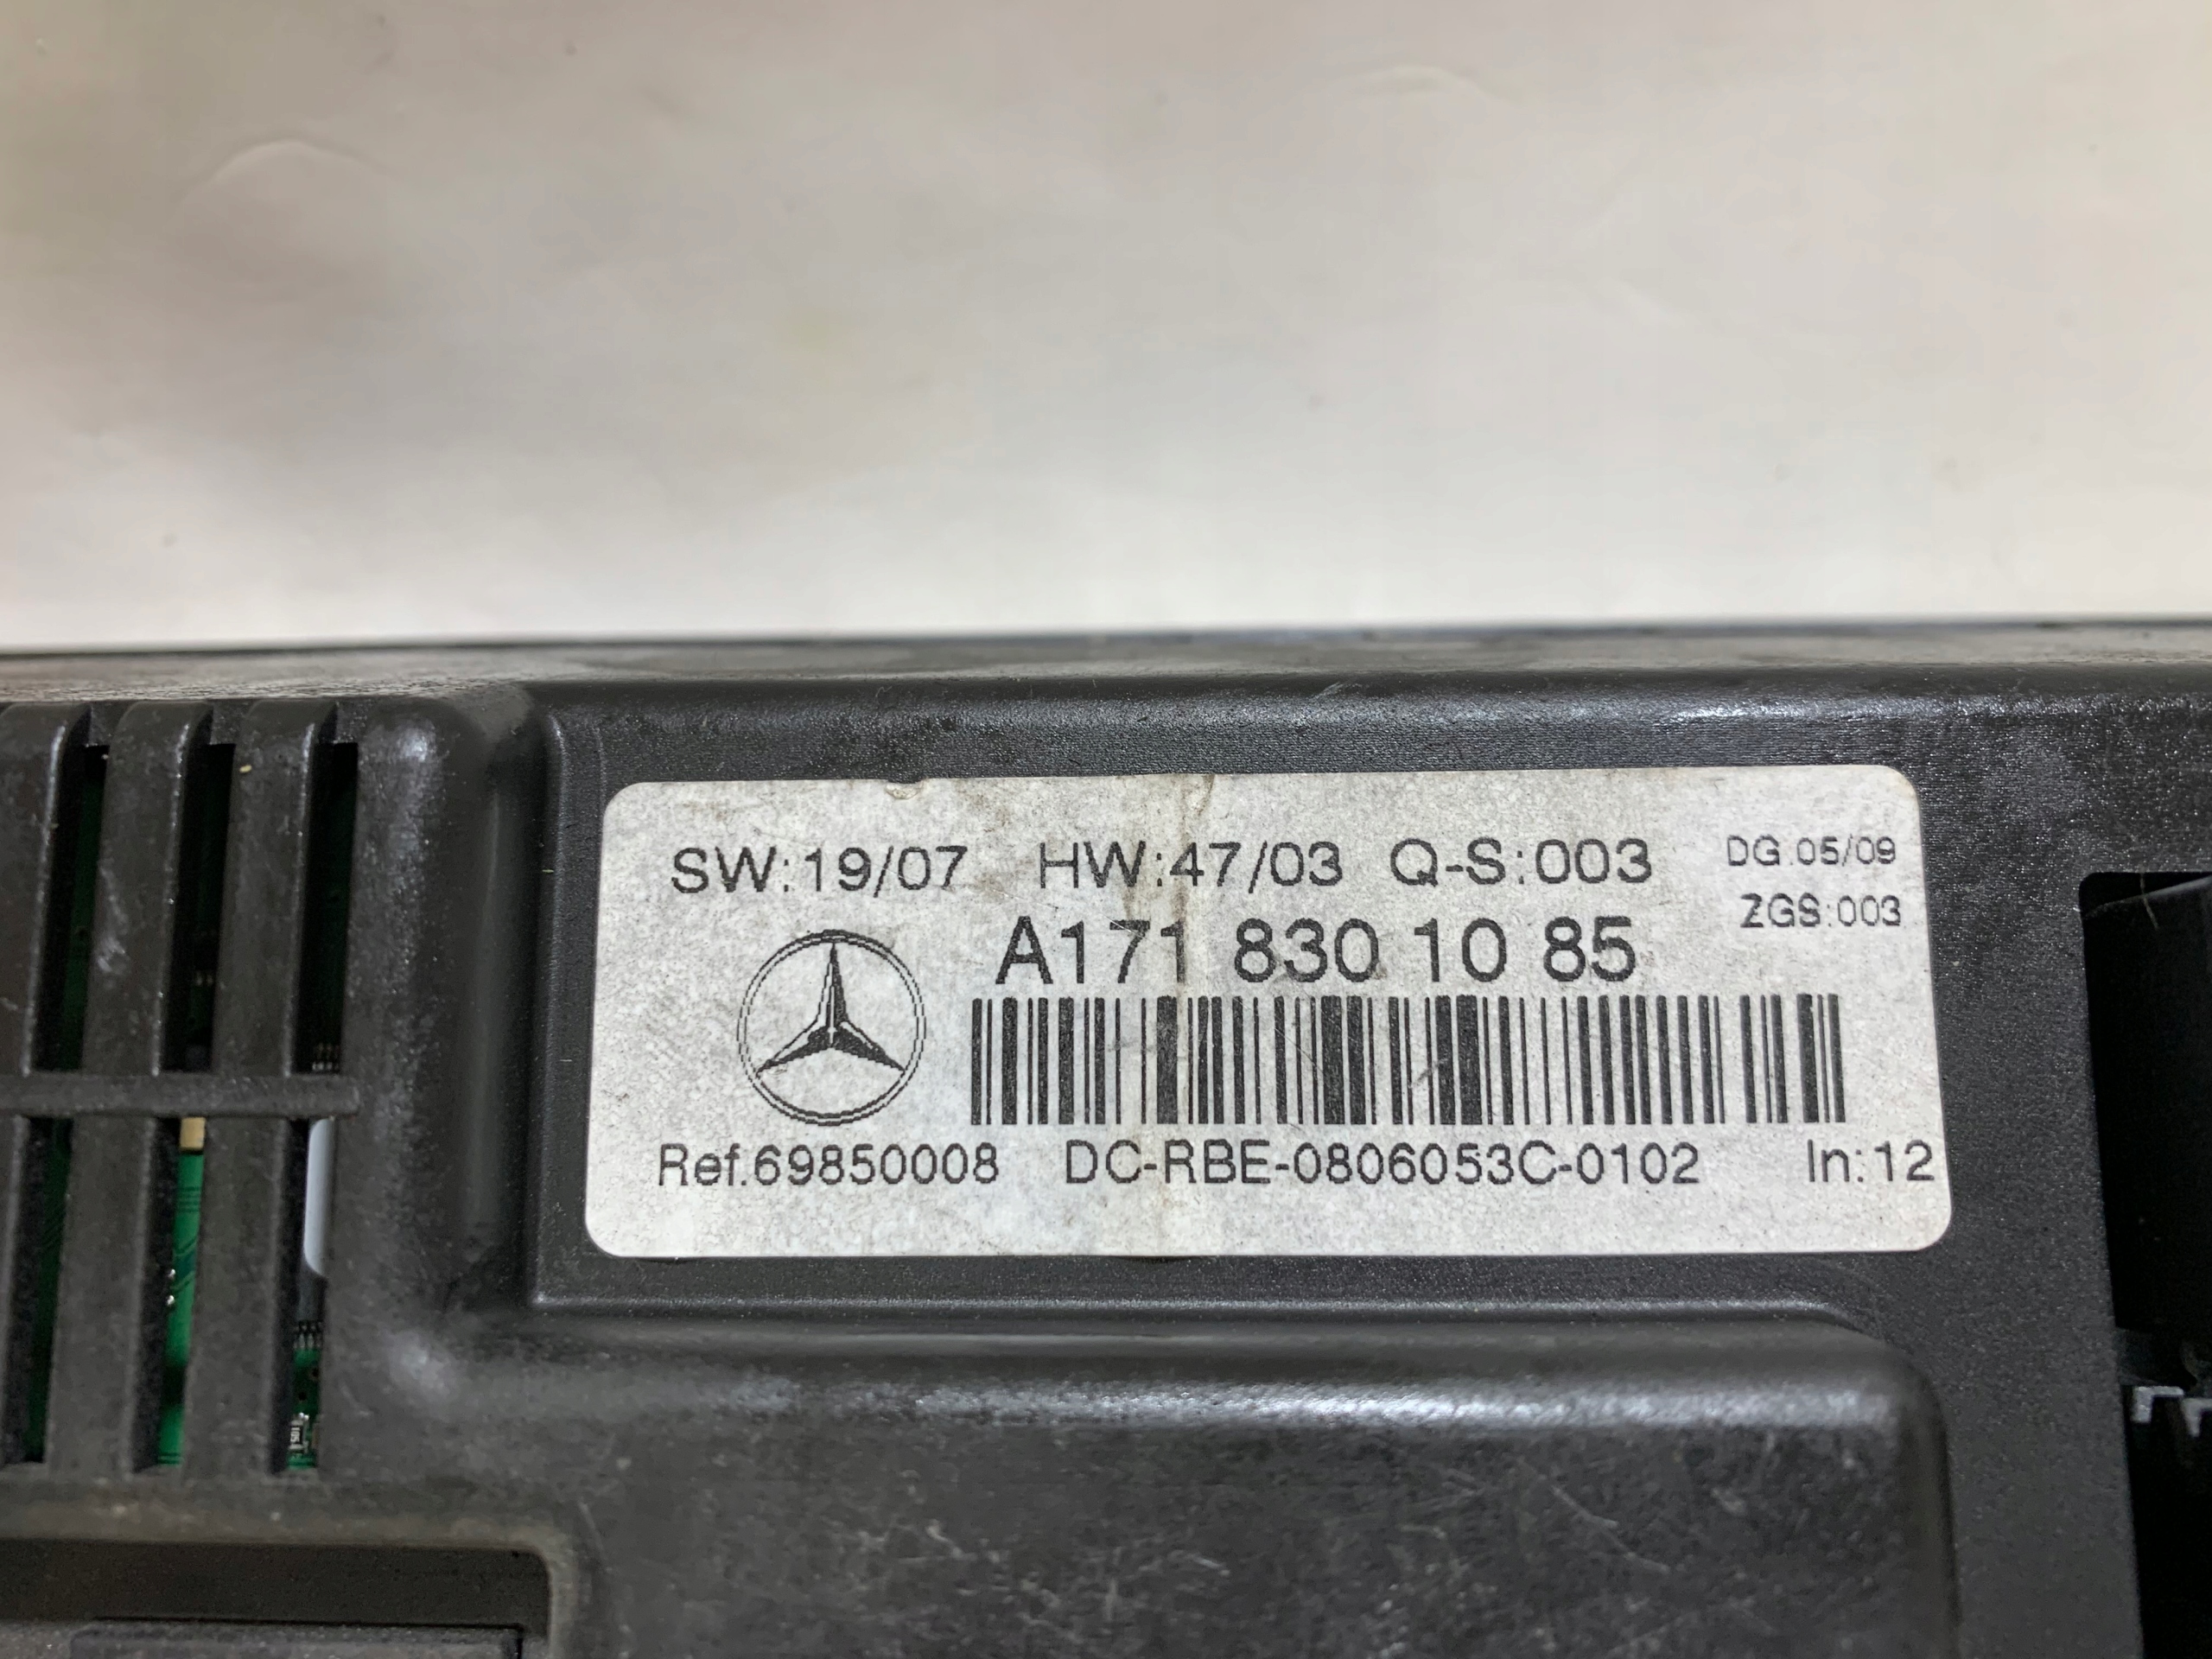 SW:19/07 HW:47/03 Q-S:003 DG.05/09
ZGS:003
A171 830 10 85
Ref.69850008 DC-RBE-0806053C-0102 In:12